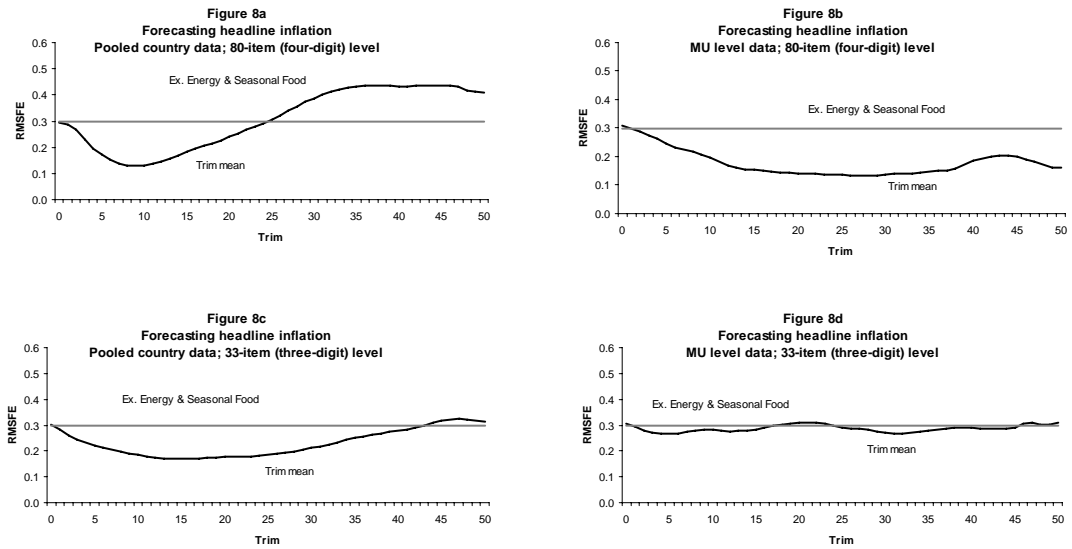 Figure 8a
Forecasting headline inflation
Pooled country data; 80-item (four-digit) level
0.6
0.5
0.4
0.3
0.2
0.1
0.0
RMSFE
Ex. Energy & Seasonal Food
Trim mean
0 5 10 15 20 25 30 35 40 45 50
Trim
Figure 8b
Forecasting headline inflation
MU level data; 80-item (four-digit) level
0.6
0.5
0.4
0.3
0.2
0.1
0.0
RMSFE
Ex. Energy & Seasonal Food
Trim mean
0 5 10 15 20 25 30 35 40 45 50
Trim
Figure 8c
Forecasting headline inflation
Pooled country data; 33-item (three-digit) level
0.6
0.5
0.4
0.3
0.2
0.1
0.0
RMSFE
Ex. Energy & Seasonal Food
Trim mean
0 5 10 15 20 25 30 35 40 45 50
Trim
Figure 8d
Forecasting headline inflation
MU level data; 33-item (three-digit) level
0.6
0.5
0.4
0.3
0.2
0.1
0.0
RMSFE
Ex. Energy & Seasonal Food
Trim mean
0 5 10 15 20 25 30 35 40 45 50
Trim